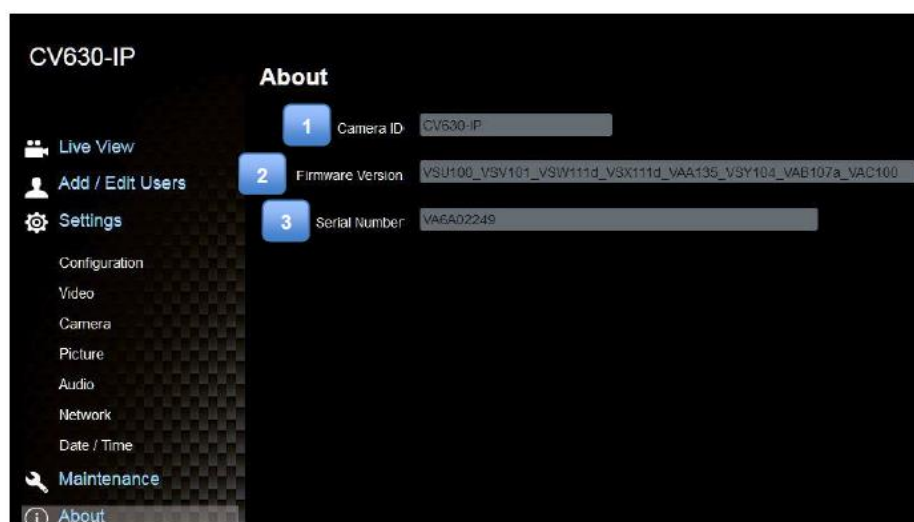 CV630-IP
About
1 Camera ID CV630-IP
Live View
2 Firmware Version VSU100_VSV101_VSW111d_VSX111d_VAA135_VSY104_VAB107a_VAC100
Add / Edit Users
3 Serial Number VA6A02249
Settings
Configuration
Video
Camera
Picture
Audio
Network
Date / Time
Maintenance
About